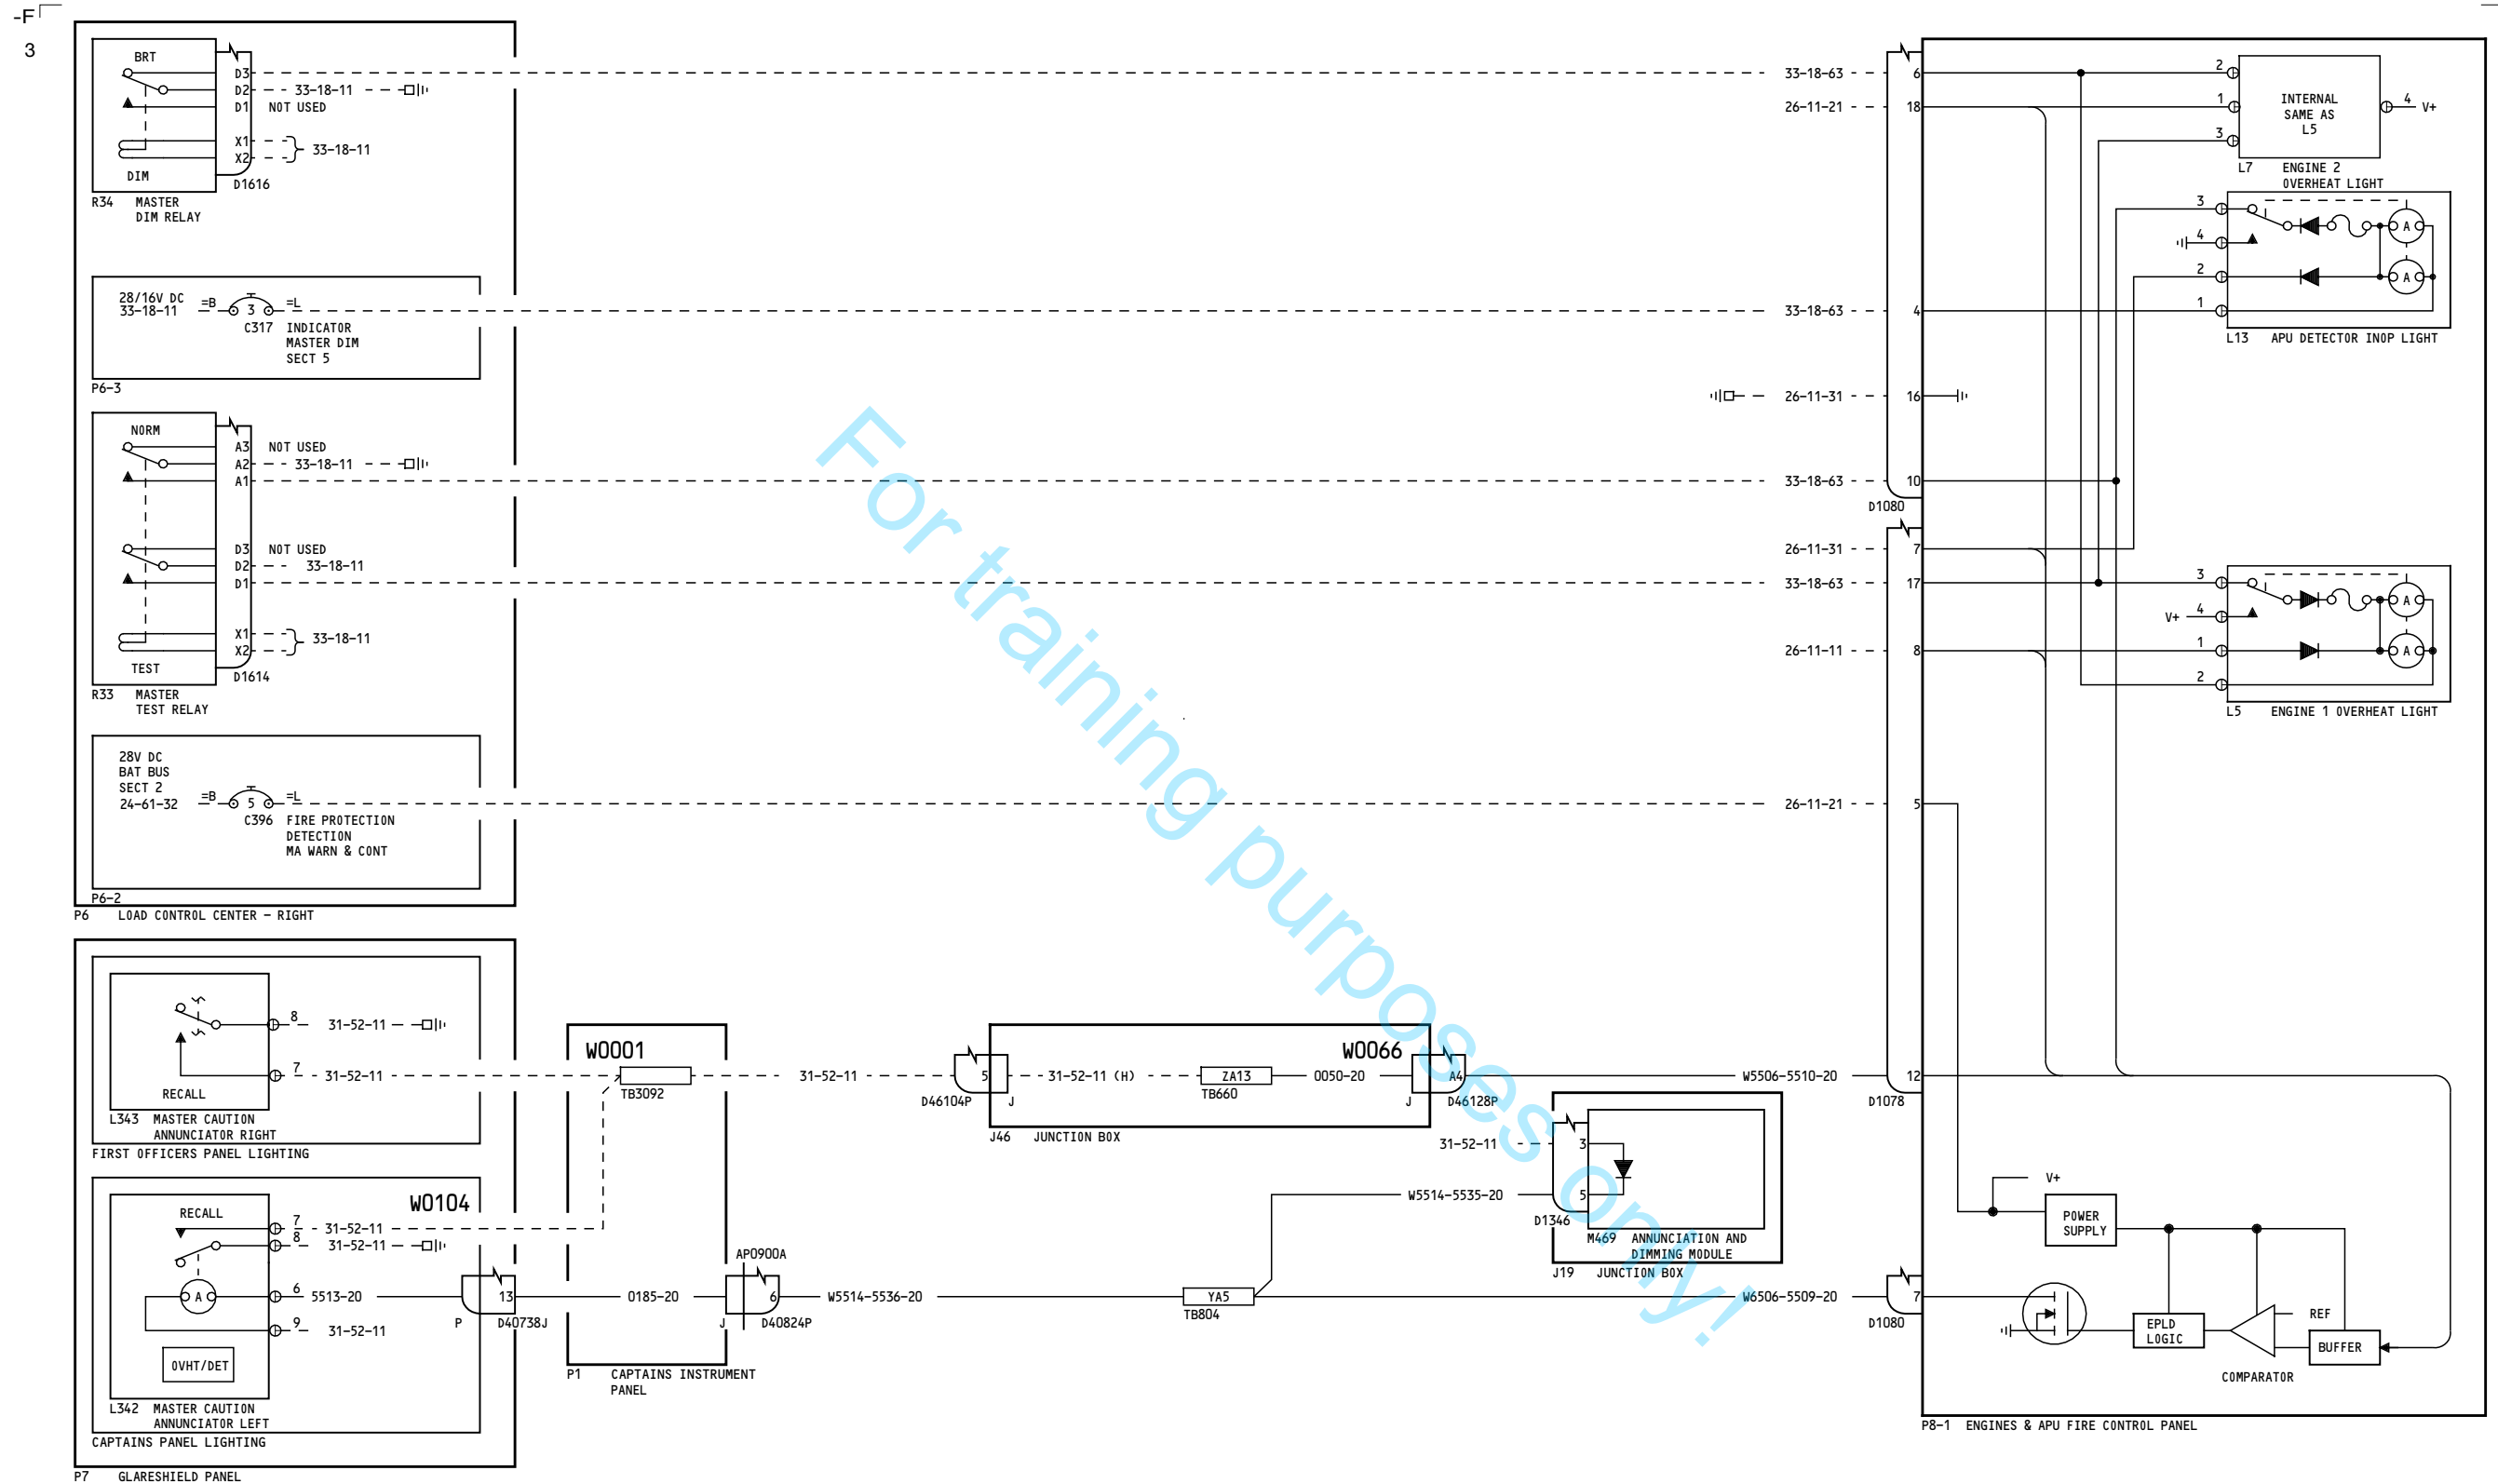 -F
3
BRT
D3
D2 33-18-11
D1 NOT USED
X1
X2 33-18-11
DIM
D1616
R34 MASTER
DIM RELAY
28/16V DC
33-18-11 =B 3 =L
C317 INDICATOR
MASTER DIM
SECT 5
P6-3
NORM
A3 NOT USED
A2 33-18-11
A1
D3 NOT USED
D2 33-18-11
D1
X1
X2 33-18-11
TEST
D1614
R33 MASTER
TEST RELAY
28V DC
BAT BUS
SECT 2
24-61-32 =B 5 =L
C396 FIRE PROTECTION
DETECTION
MA WARN & CONT
P6-2
P6 LOAD CONTROL CENTER - RIGHT
8 31-52-11
7 31-52-11
RECALL
L343 MASTER CAUTION
ANNUNCIATOR RIGHT
FIRST OFFICERS PANEL LIGHTING
W0104
RECALL
7 31-52-11
8 31-52-11
A
6 5513-20
13
P D40738J
9 31-52-11
OVHT/DET
L342 MASTER CAUTION
ANNUNCIATOR LEFT
CAPTAINS PANEL LIGHTING
P7 GLARESHIELD PANEL
W0001
TB3092
31-52-11
0185-20
AP0900A
6
J D40824P
P1 CAPTAINS INSTRUMENT
PANEL
W5514-5536-20
5
D46104P J
31-52-11 (H)
ZA13
TB660
0050-20
W0066
A4
J D46128P
J46 JUNCTION BOX
W5506-5510-20
31-52-11
3
W5514-5535-20
5
D1346
M469 ANNUNCIATION AND
DIMMING MODULE
J19 JUNCTION BOX
YA5
TB804
W6506-5509-20
33-18-63 6
26-11-21 18
33-18-63 4
26-11-31 16
33-18-63 10
D1080
26-11-31 7
33-18-63 17
26-11-11 8
26-11-21 5
12
D1078
7
D1080
2
1
3
INTERNAL
SAME AS
L5
4 V+
L7 ENGINE 2
OVERHEAT LIGHT
3
A
4
2
A
1
L13 APU DETECTOR INOP LIGHT
3
A
V+ 4
1
A
2
L5 ENGINE 1 OVERHEAT LIGHT
V+
POWER
SUPPLY
EPLD
LOGIC
REF
BUFFER
COMPARATOR
P8-1 ENGINES & APU FIRE CONTROL PANEL
For training purposes only!